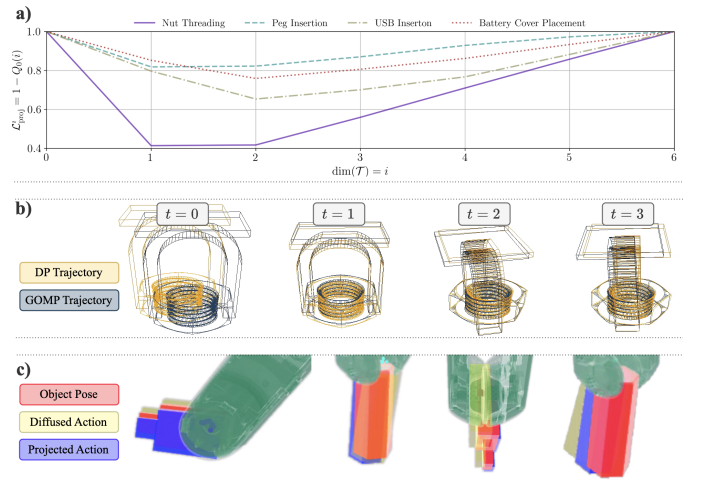 a)
Nut Threading
Peg Insertion
USB Inserton
Battery Cover Placement
1.0
0.8
0.6
0.4
0
1
2
3
4
5
6
𝓛′proj = 1 − Q₀(i)
dim(𝒯) = i
b)
t = 0
t = 1
t = 2
t = 3
DP Trajectory
GOMP Trajectory
c)
Object Pose
Diffused Action
Projected Action